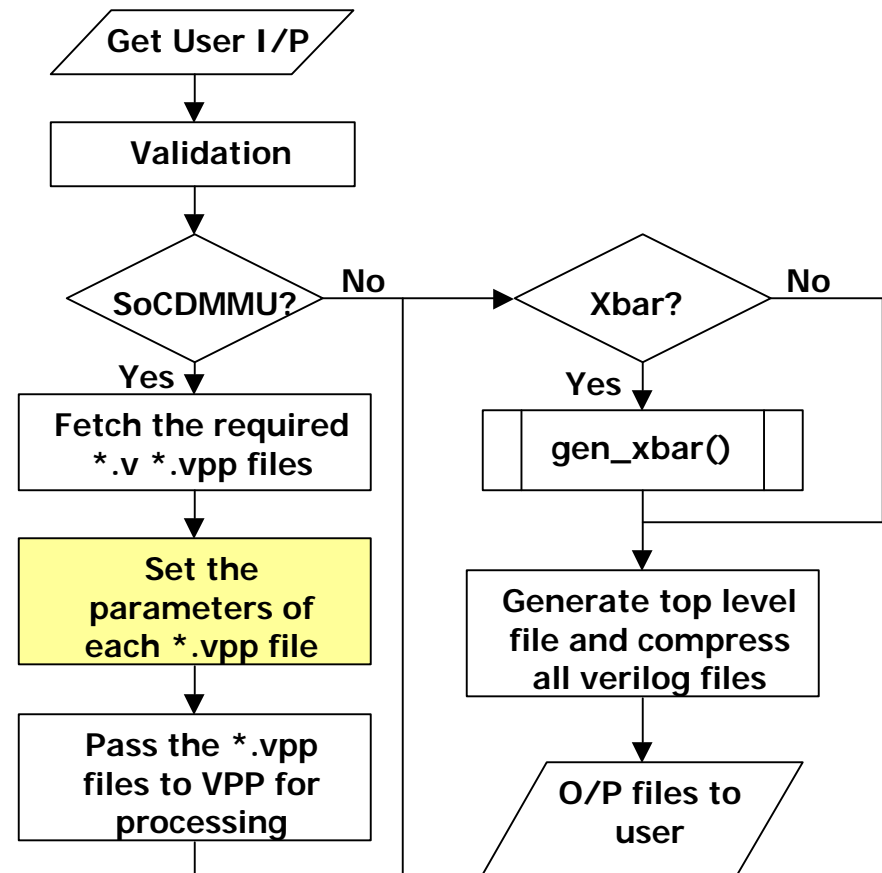 Get User I/P
Validation
SoCDMMU?
No
Yes
Fetch the required
*.v *.vpp files
Set the
parameters of
each *.vpp file
Pass the *.vpp
files to VPP for
processing
Xbar?
No
Yes
gen_xbar()
Generate top level
file and compress
all verilog files
O/P files to
user